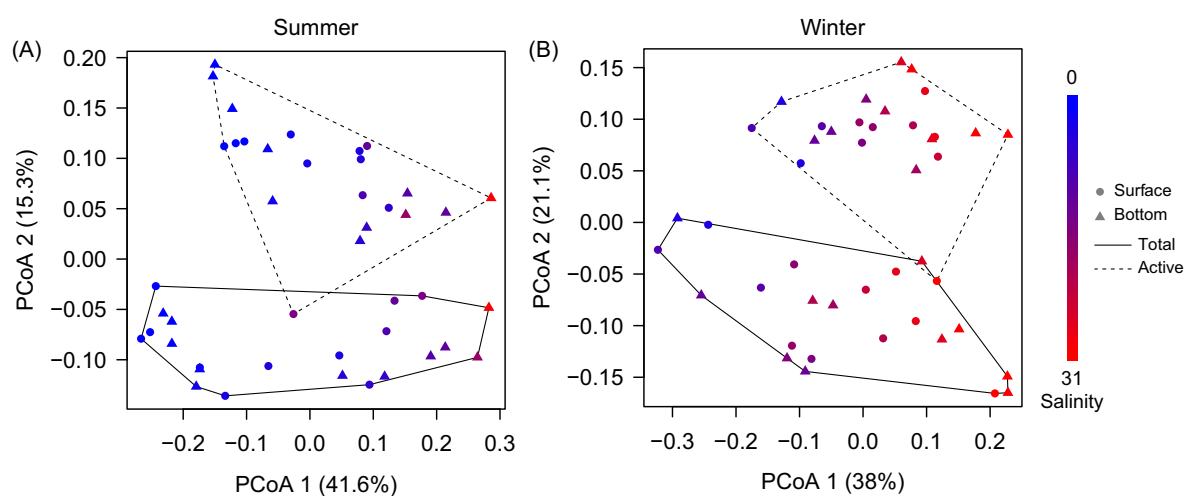 Summer
(A)
0.20
0.15
0.10
0.05
0.00
−0.05
−0.10
PCoA 2 (15.3%)
−0.2 −0.1 0.0 0.1 0.2 0.3
PCoA 1 (41.6%)
Winter
(B)
0.15
0.10
0.05
0.00
−0.05
−0.10
−0.15
PCoA 2 (21.1%)
−0.3 −0.2 −0.1 0.0 0.1 0.2
PCoA 1 (38%)
0
31
Salinity
Surface
Bottom
Total
Active